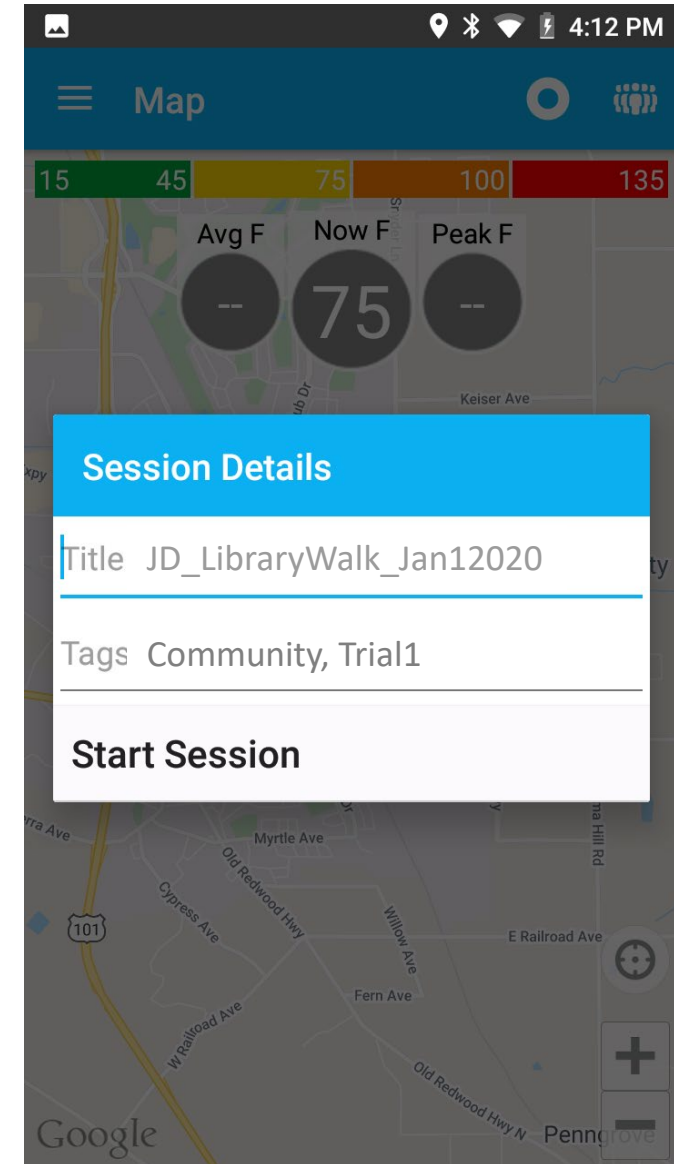 4:12 PM
Map
15 45 75 100 135
Avg F Now F Peak F
-- 75 --
Keiser Ave
Session Details
Title JD_LibraryWalk_Jan12020
Tags Community, Trial1
Start Session
Myrtle Ave
Old Redwood Hwy
Cypress Ave
101
Willow Ave
E Railroad Ave
Fern Ave
W Railroad Ave
Old Redwood Hwy N
Penngrove
Google